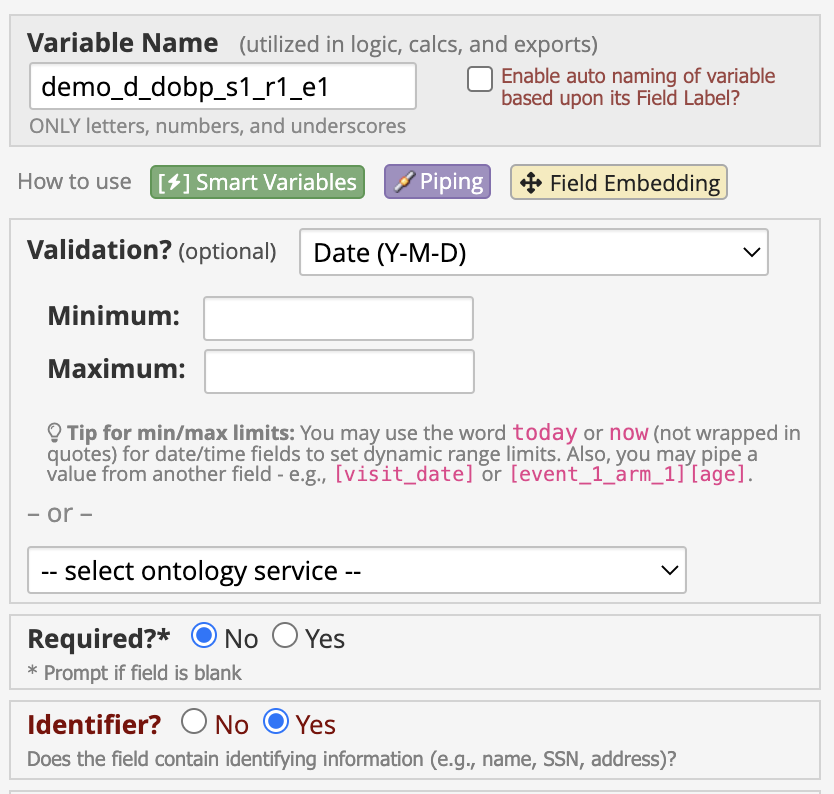 Variable Name (utilized in logic, calcs, and exports)
demo_d_dobp_s1_r1_e1
Enable auto naming of variable
based upon its Field Label?
ONLY letters, numbers, and underscores
How to use [⚡] Smart Variables Piping Field Embedding
Validation? (optional) Date (Y-M-D)
Minimum:
Maximum:
Tip for min/max limits: You may use the word today or now (not wrapped in
quotes) for date/time fields to set dynamic range limits. Also, you may pipe a
value from another field - e.g., [visit_date] or [event_1_arm_1][age].
– or –
-- select ontology service --
Required?* No Yes
* Prompt if field is blank
Identifier? No Yes
Does the field contain identifying information (e.g., name, SSN, address)?